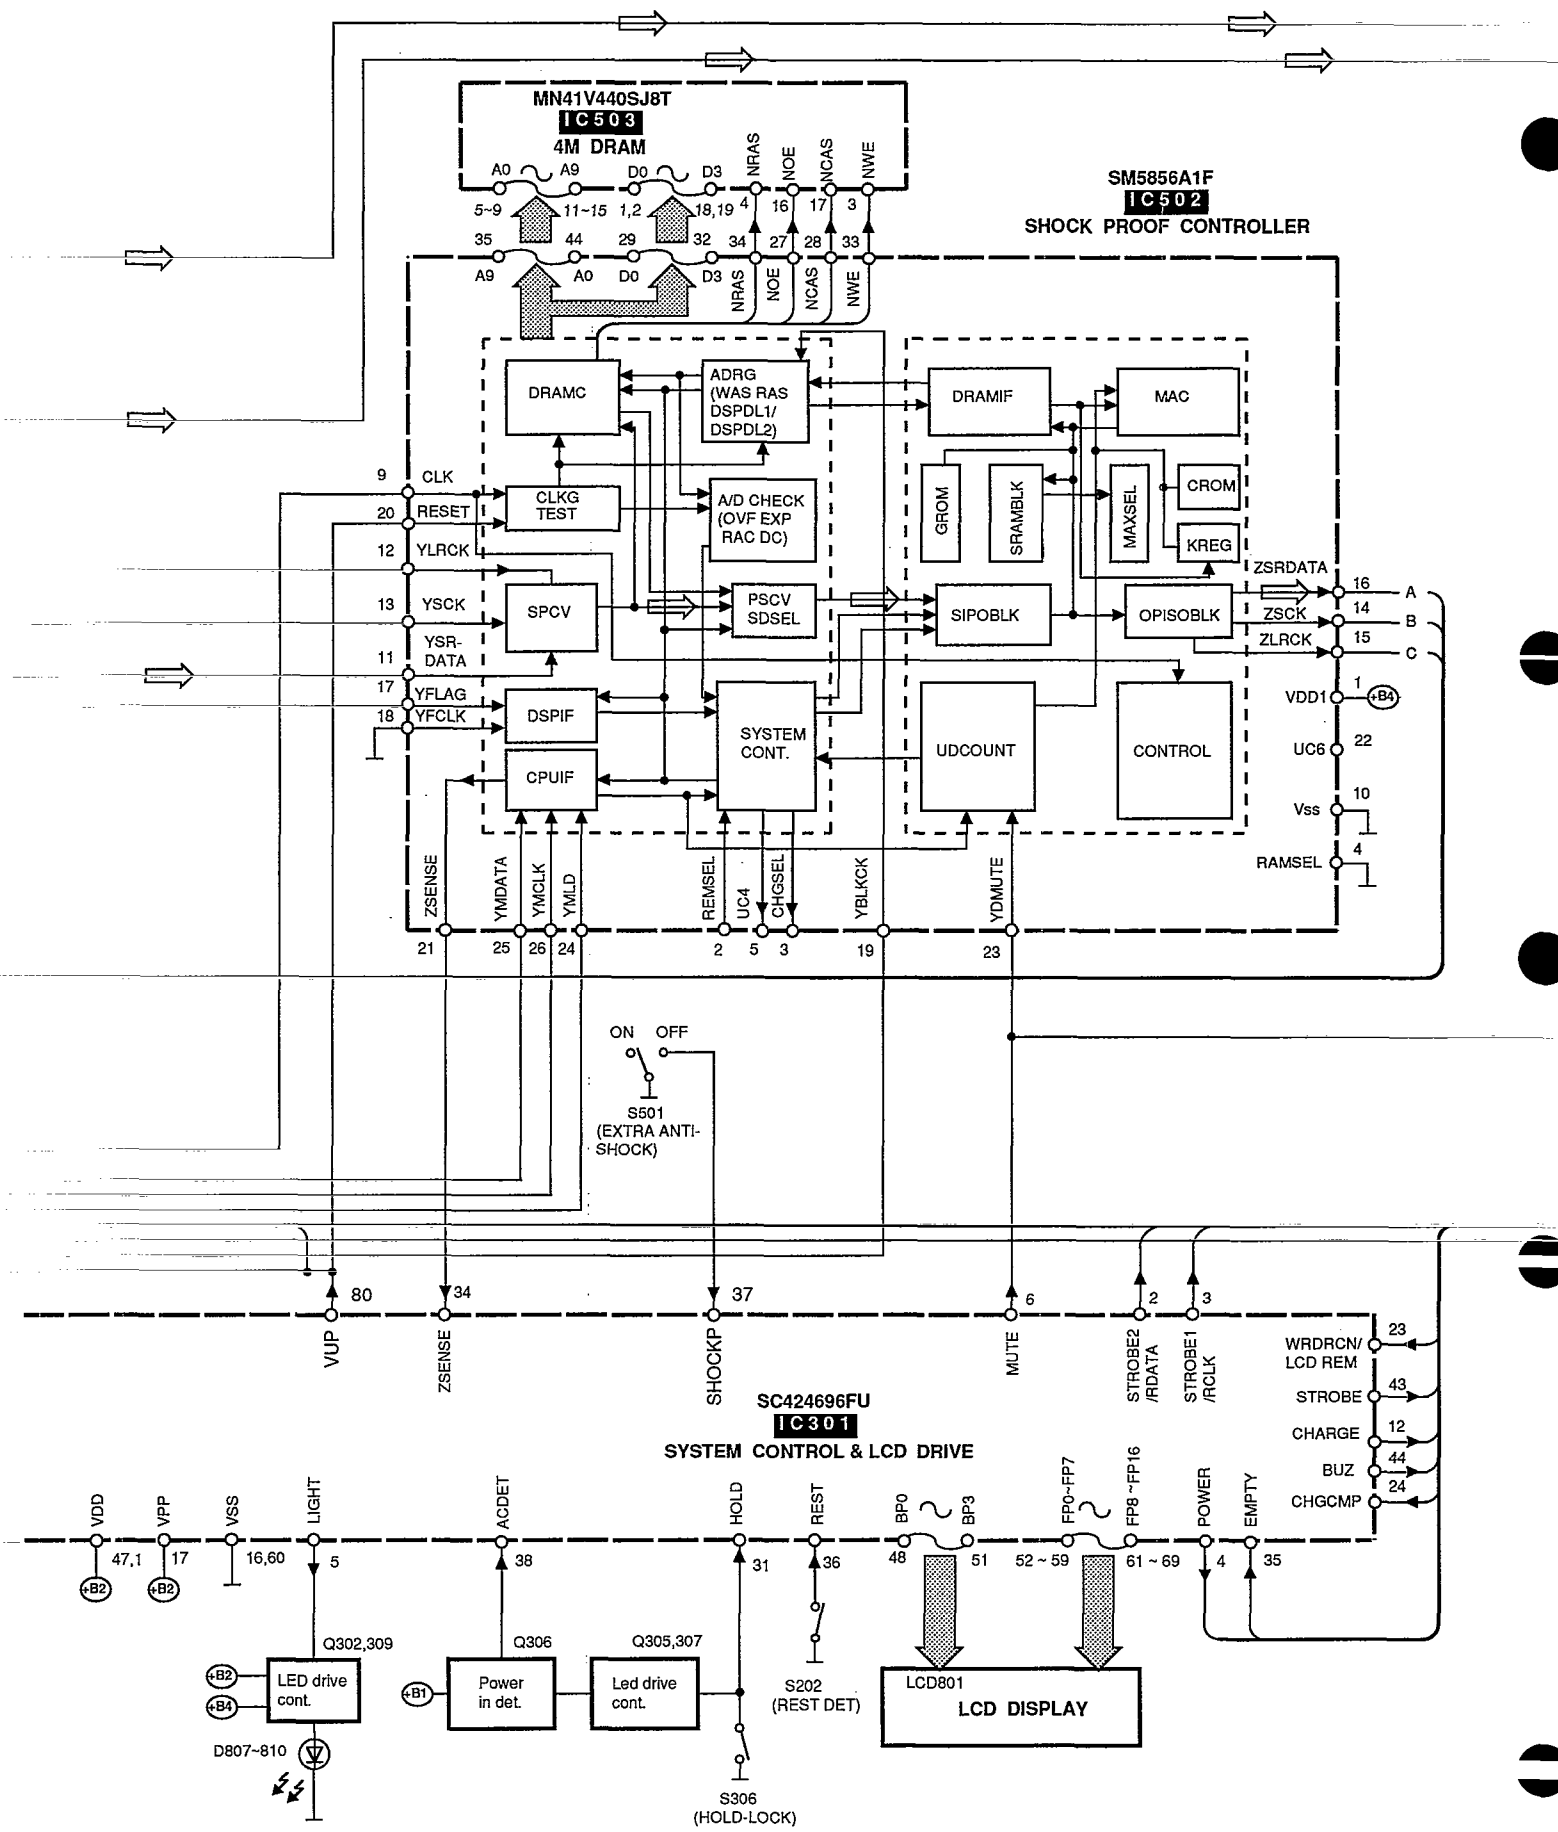 MN41V440SJ8T
IC503
4M DRAM
A0 A9 D0 D3 NRAS NOE NCAS NWE
5~9 11~15 1,2 18,19 4 16 17 3
SM5856A1F
IC502
SHOCK PROOF CONTROLLER
35 44 29 32 34 27 28 33
A9 A0 D0 D3 NRAS NOE NCAS NWE
DRAMC
ADRG
(WAS RAS
DSPDL1/
DSPDL2)
DRAMIF
MAC
9 CLK
20 RESET
CLKG
TEST
A/D CHECK
(OVF EXP
RAC DC)
GROM
SRAMBLK
MAXSEL
CROM
KREG
12 YLRCK
13 YSCK
YSR-
DATA
11
17 YFLAG
18 YFCLK
SPCV
PSCV
SDSEL
SIPOBLK
OPISOBLK
ZSRDATA 16 A
ZSCK 14 B
ZLRCK 15 C
DSPIF
CPUIF
SYSTEM
CONT.
UDCOUNT
CONTROL
VDD1 1 +B4
UC6 22
Vss 10
RAMSEL 4
ZSENSE YMDATA YMCLK YMLD REMSEL UC4 CHGSEL YBLKCK YDMUTE
21 25 26 24 2 5 3 19 23
ON OFF
S501
(EXTRA ANTI-
SHOCK)
80 34 37 6 2 3
VUP ZSENSE SHOCKP MUTE STROBE2
/RDATA STROBE1
/RCLK
WRDRCN/ 23
LCD REM
STROBE 43
CHARGE 12
BUZ 44
CHGCMP 24
SC424696FU
IC301
SYSTEM CONTROL & LCD DRIVE
VDD VPP VSS LIGHT ACDET HOLD REST BP0 BP3 FP0~FP7 FP8~FP16 POWER EMPTY
47,1 17 16,60 5 38 31 36 48 51 52~59 61~69 4 35
+B2 +B2
Q302,309
+B2
+B4
LED drive
cont.
D807~810
Q306
+B1
Power
in det.
Q305,307
Led drive
cont.
S306
(HOLD-LOCK)
S202
(REST DET)
LCD801
LCD DISPLAY